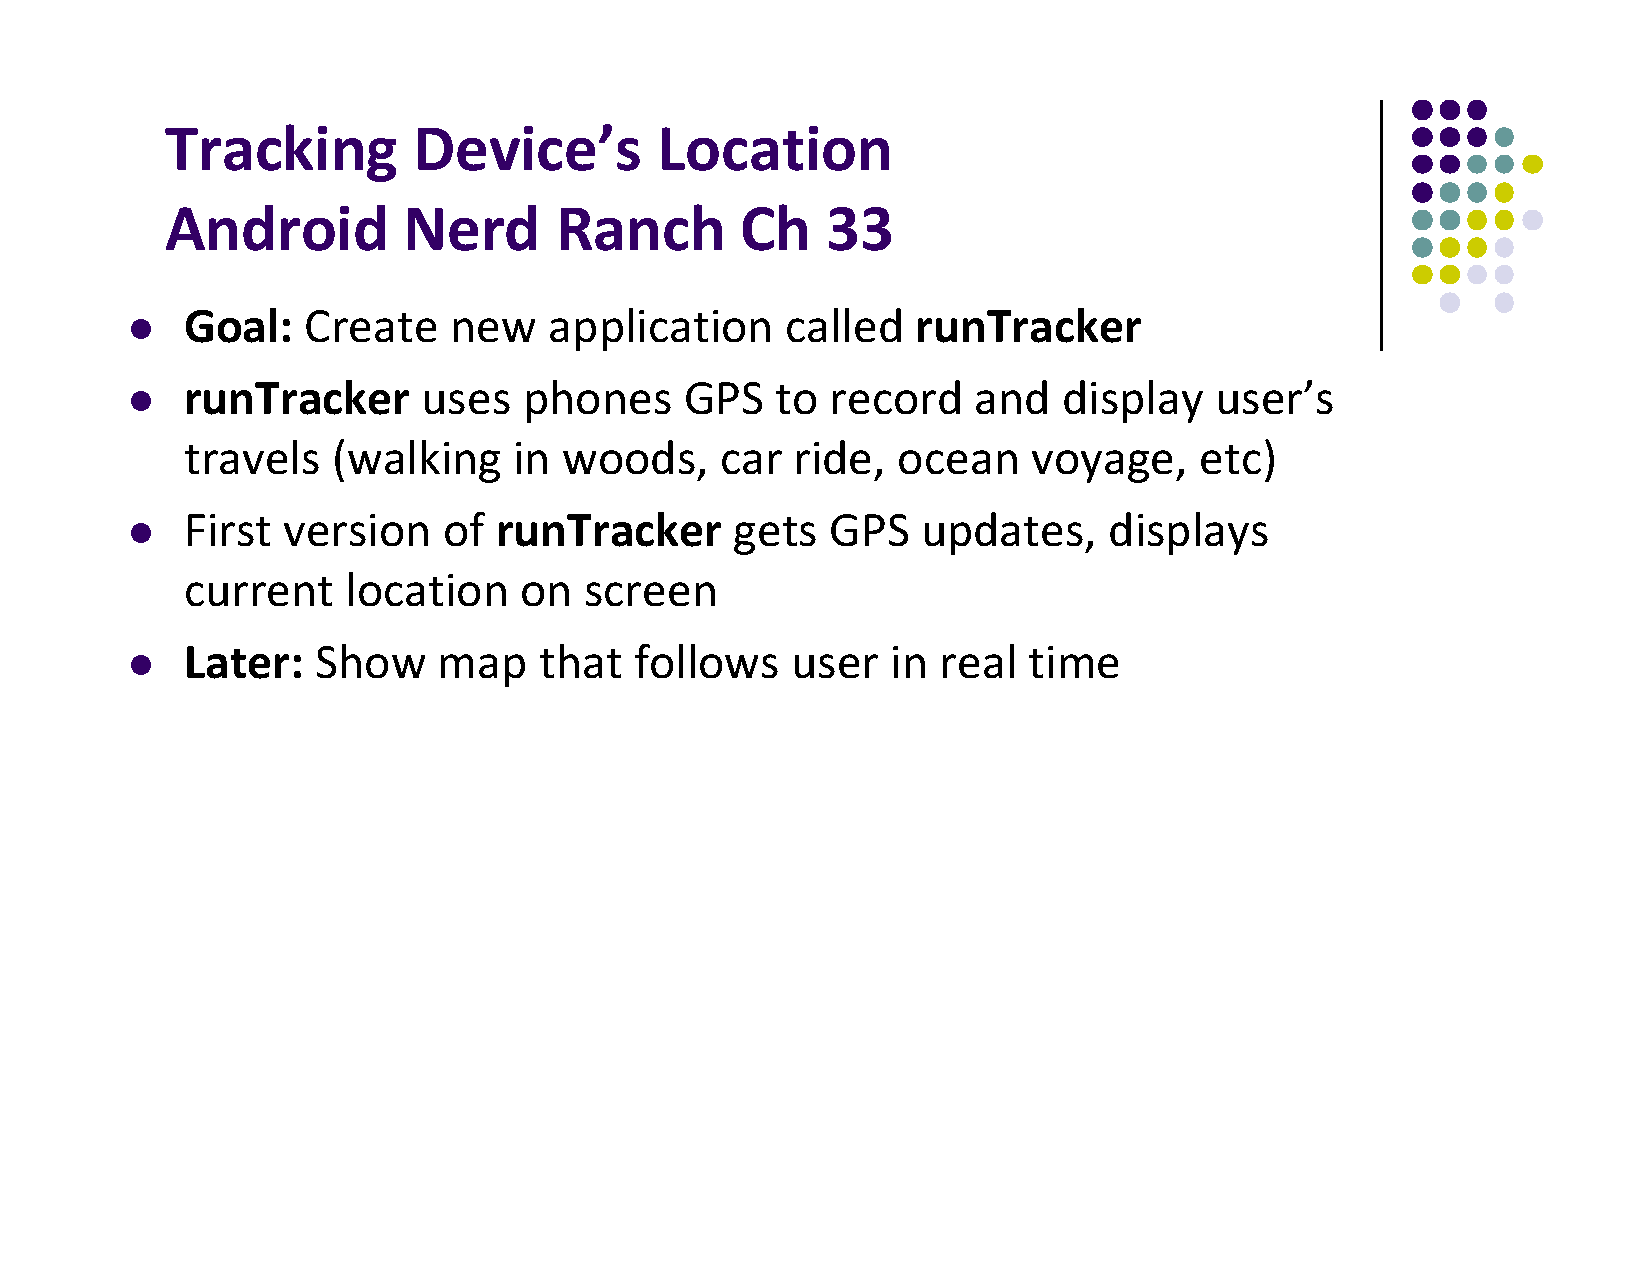 Tracking Device’s Location
Android Nerd Ranch Ch 33
● Goal: Create new application called runTracker
● runTracker uses phones GPS to record and display user’s
travels (walking in woods, car ride, ocean voyage, etc)
● First version of runTracker gets GPS updates, displays
current location on screen
● Later: Show map that follows user in real time